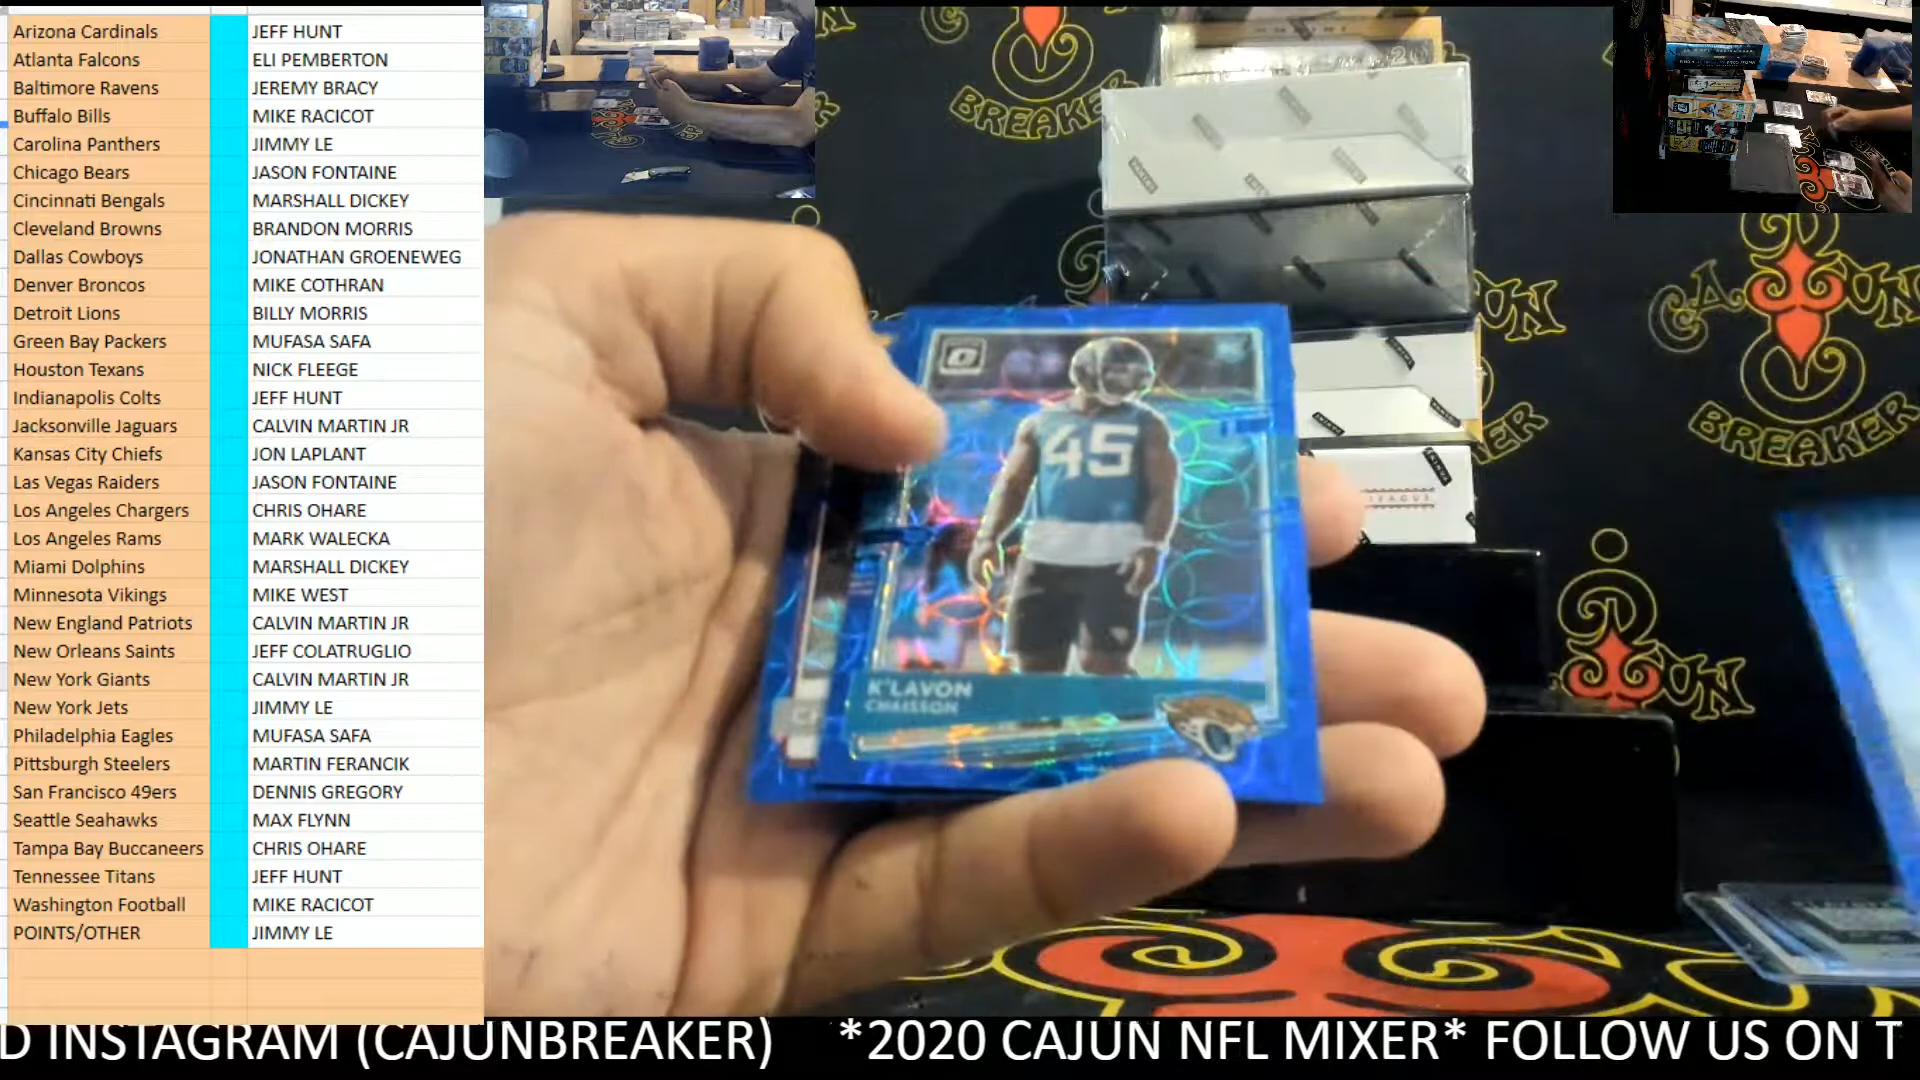 Arizona Cardinals JEFF HUNT
Atlanta Falcons ELI PEMBERTON
Baltimore Ravens JEREMY BRACY
Buffalo Bills MIKE RACICOT
Carolina Panthers JIMMY LE
Chicago Bears JASON FONTAINE
Cincinnati Bengals MARSHALL DICKEY
Cleveland Browns BRANDON MORRIS
Dallas Cowboys JONATHAN GROENEWEG
Denver Broncos MIKE COTHRAN
Detroit Lions BILLY MORRIS
Green Bay Packers MUFASA SAFA
Houston Texans NICK FLEEGE
Indianapolis Colts JEFF HUNT
Jacksonville Jaguars CALVIN MARTIN JR
Kansas City Chiefs JON LAPLANT
Las Vegas Raiders JASON FONTAINE
Los Angeles Chargers CHRIS OHARE
Los Angeles Rams MARK WALECKA
Miami Dolphins MARSHALL DICKEY
Minnesota Vikings MIKE WEST
New England Patriots CALVIN MARTIN JR
New Orleans Saints JEFF COLATRUGLIO
New York Giants CALVIN MARTIN JR
New York Jets JIMMY LE
Philadelphia Eagles MUFASA SAFA
Pittsburgh Steelers MARTIN FERANCIK
San Francisco 49ers DENNIS GREGORY
Seattle Seahawks MAX FLYNN
Tampa Bay Buccaneers CHRIS OHARE
Tennessee Titans JEFF HUNT
Washington Football MIKE RACICOT
POINTS/OTHER JIMMY LE
BREAKER
CAJUN
BREAKER
45
K'LAVON
CHAISSON
D INSTAGRAM (CAJUNBREAKER) *2020 CAJUN NFL MIXER* FOLLOW US ON T